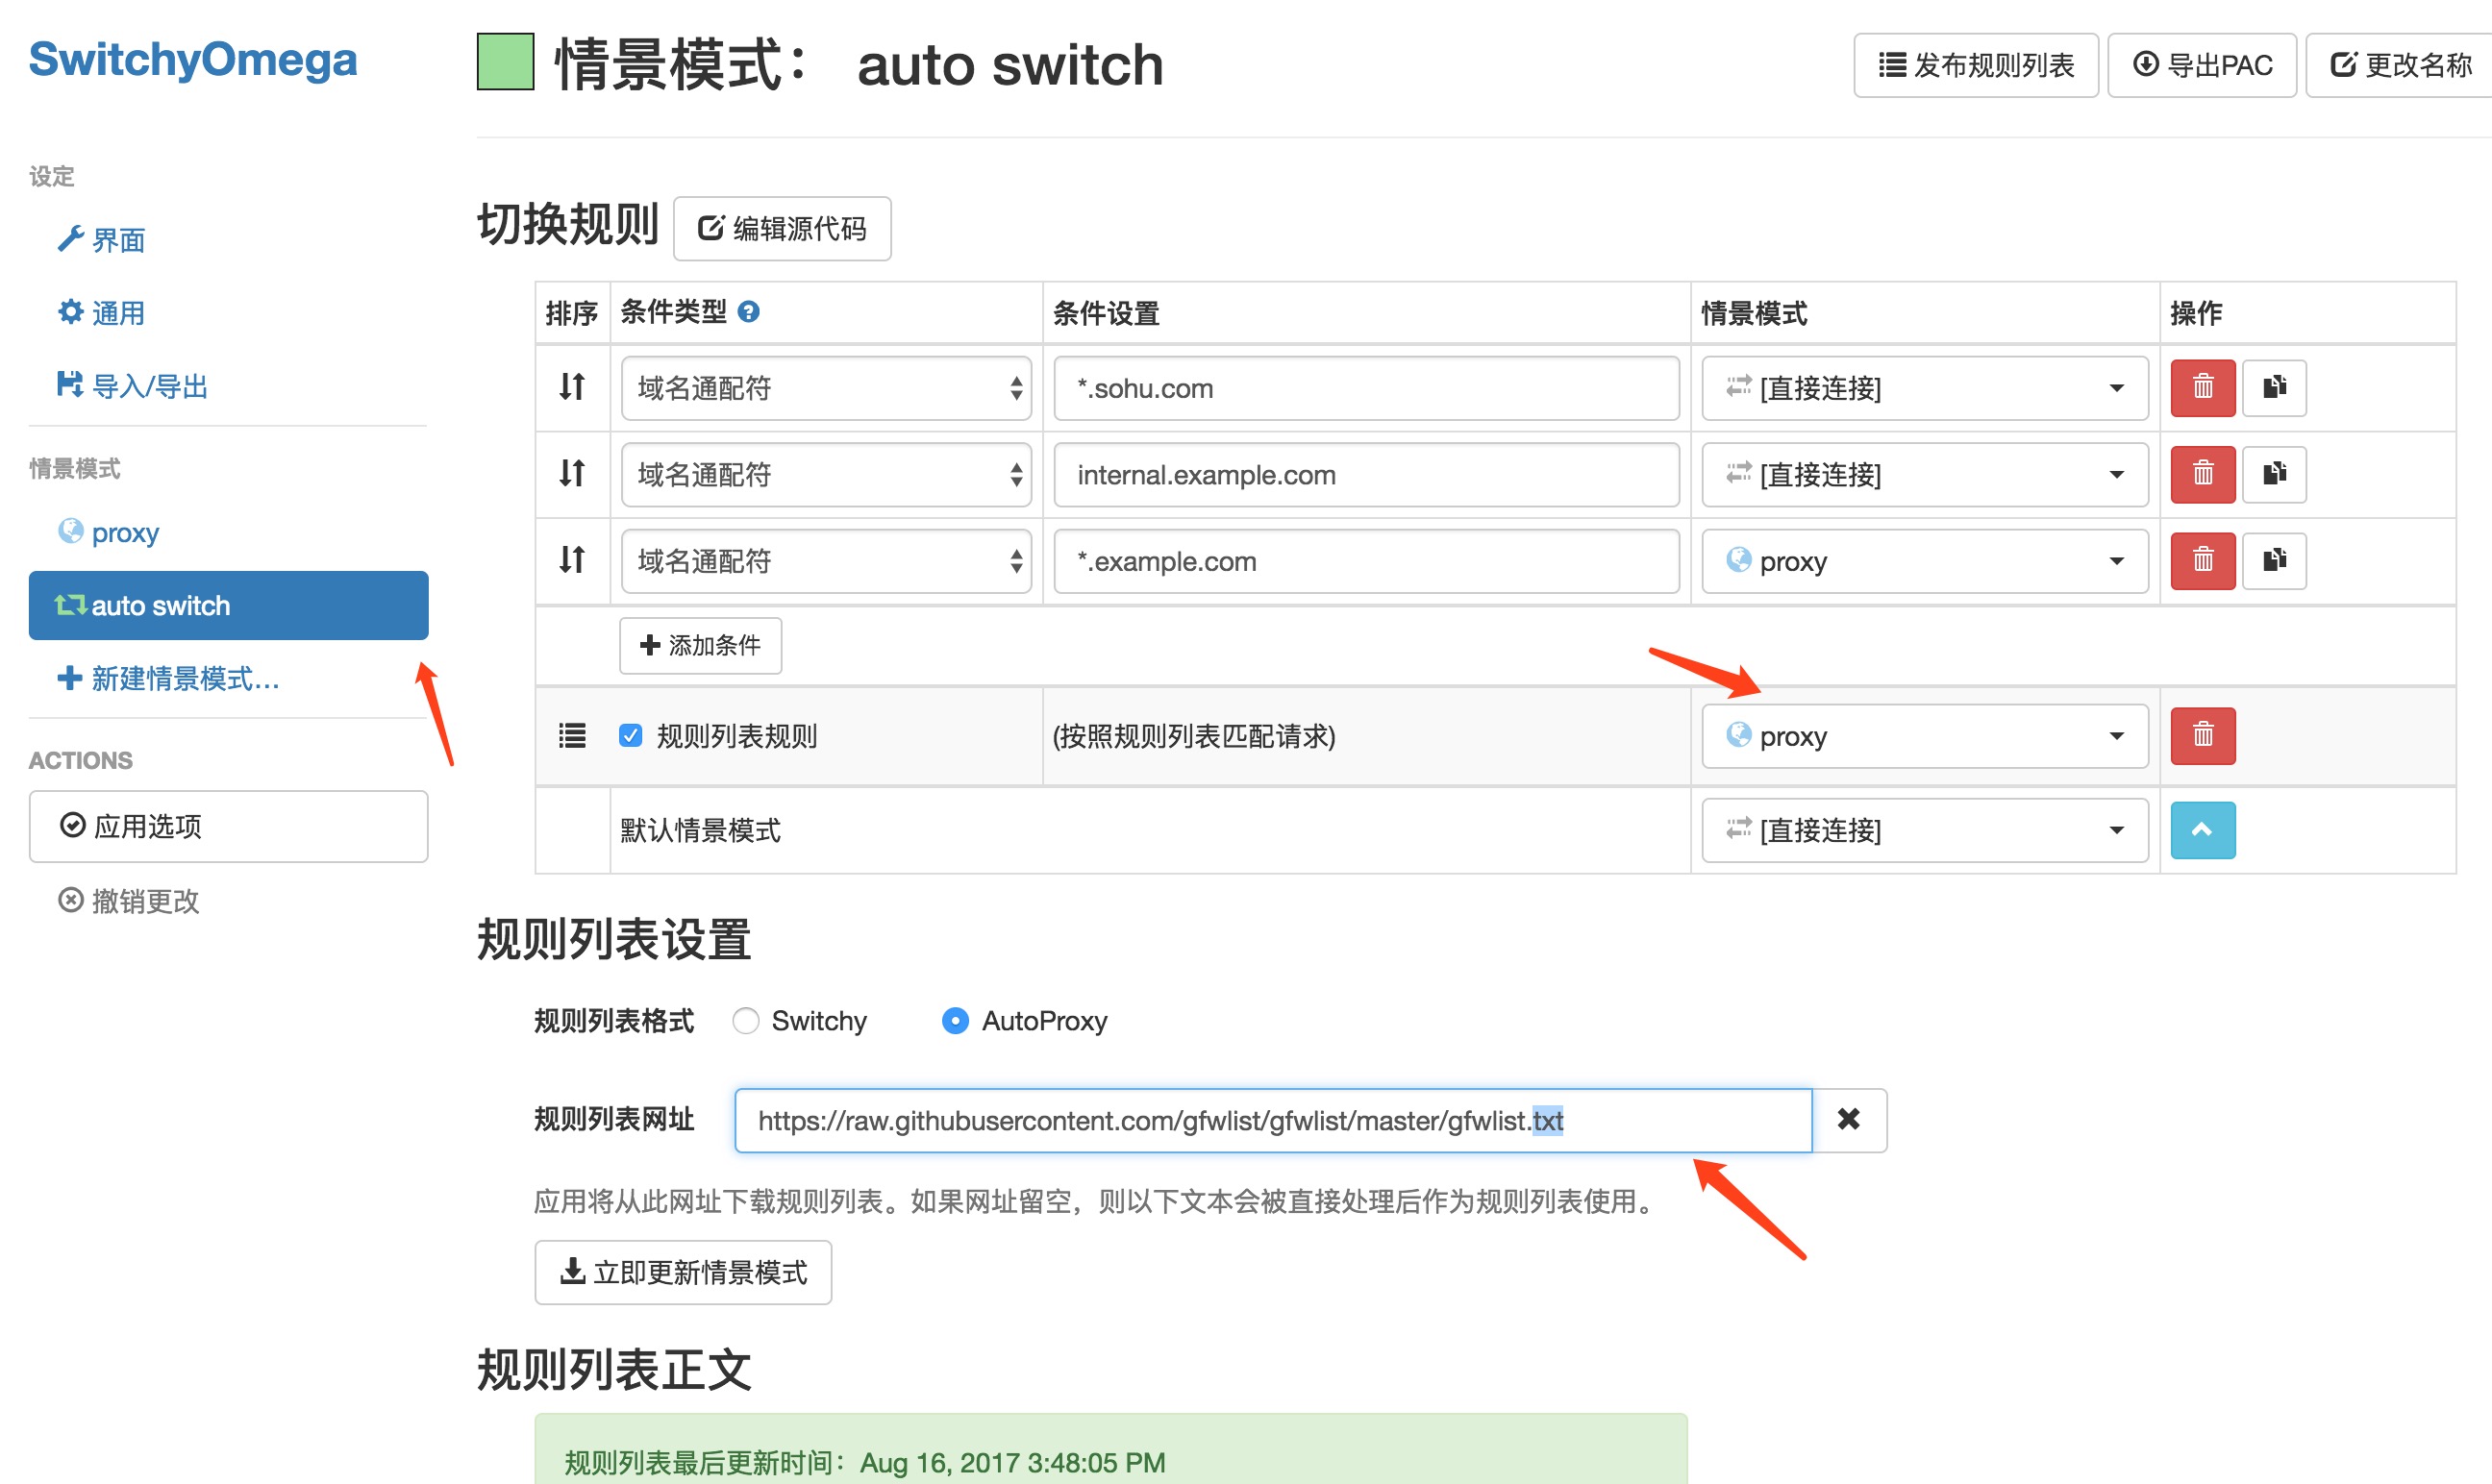 SwitchyOmega
设定
界面
通用
导入/导出
情景模式
proxy
auto switch
新建情景模式...
ACTIONS
应用选项
撤销更改
情景模式： auto switch
发布规则列表
导出PAC
更改名称
切换规则
编辑源代码
排序 条件类型 条件设置 情景模式 操作
域名通配符 *.sohu.com [直接连接]
域名通配符 internal.example.com [直接连接]
域名通配符 *.example.com proxy
添加条件
规则列表规则 (按照规则列表匹配请求) proxy
默认情景模式 [直接连接]
规则列表设置
规则列表格式 Switchy AutoProxy
规则列表网址 https://raw.githubusercontent.com/gfwlist/gfwlist/master/gfwlist.txt
应用将从此网址下载规则列表。如果网址留空，则以下文本会被直接处理后作为规则列表使用。
立即更新情景模式
规则列表正文
规则列表最后更新时间：Aug 16, 2017 3:48:05 PM